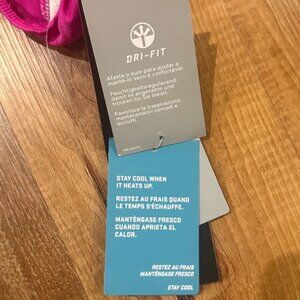 DRI-FIT
Afasta o suor para ajudar a
mantê-lo seco e confortável.
Feuchtigkeitsregulierend,
damit es angenehm und
trocken für Sie bleibt.
Favorisce la traspirazione
mantenendovi comodi e
asciutti.
STAY COOL WHEN
IT HEATS UP.
RESTEZ AU FRAIS QUAND
LE TEMPS S'ÉCHAUFFE.
MANTÉNGASE FRESCO
CUANDO APRIETA EL
CALOR.
RESTEZ AU FRAIS
MANTÉNGASE FRESCO
STAY COOL